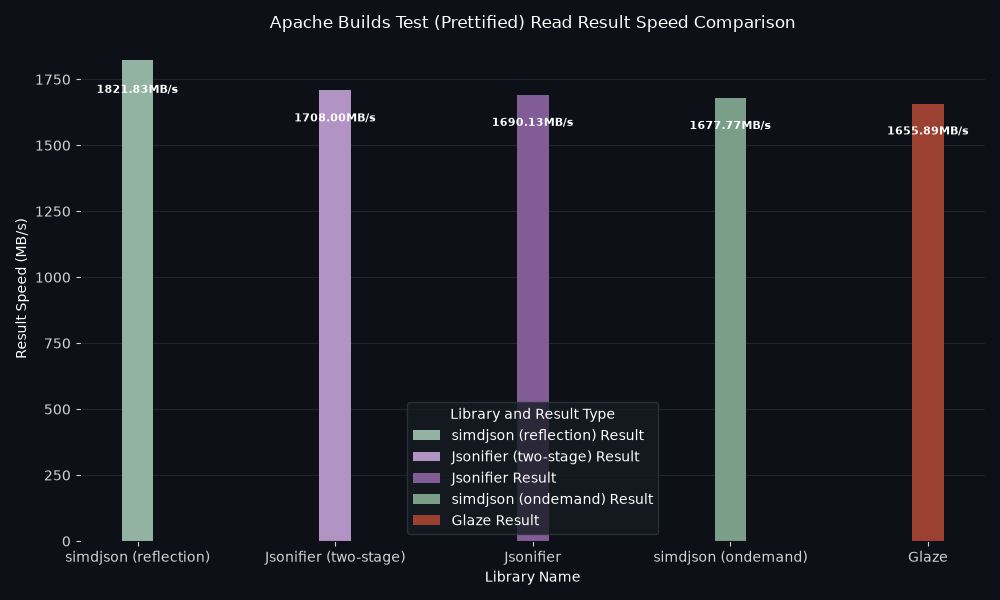 Apache Builds Test (Prettified) Read Result Speed Comparison
Result Speed (MB/s)
1750
1500
1250
1000
750
500
250
0
1821.83MB/s
1708.00MB/s
1690.13MB/s
1677.77MB/s
1655.89MB/s
Library and Result Type
simdjson (reflection) Result
Jsonifier (two-stage) Result
Jsonifier Result
simdjson (ondemand) Result
Glaze Result
simdjson (reflection)
Jsonifier (two-stage)
Jsonifier
simdjson (ondemand)
Glaze
Library Name